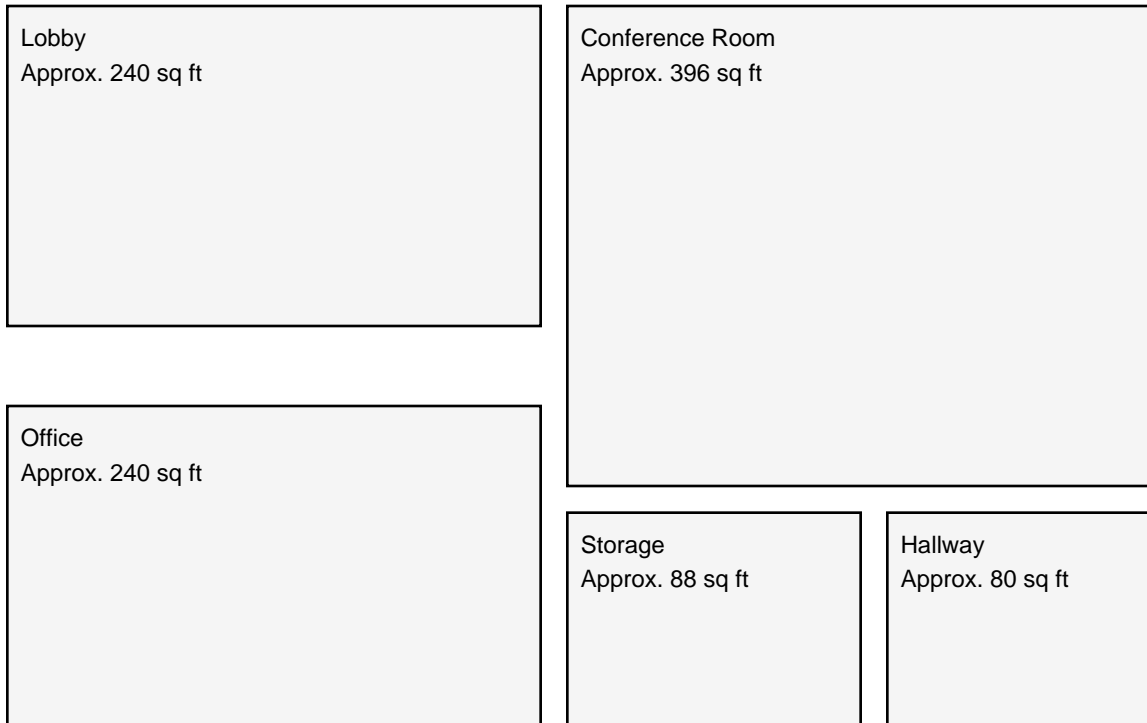 Lobby
Approx. 240 sq ft
Conference Room
Approx. 396 sq ft
Office
Approx. 240 sq ft
Storage
Approx. 88 sq ft
Hallway
Approx. 80 sq ft